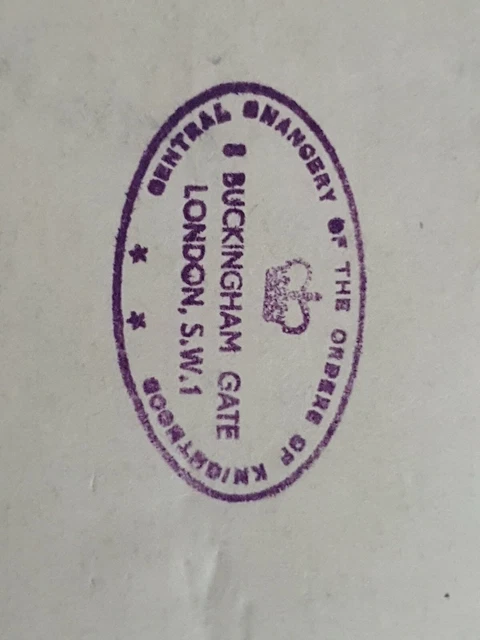 CENTRAL CHANCERY OF THE ORDERS OF KNIGHTHOOD
8 BUCKINGHAM GATE
LONDON, S.W.1